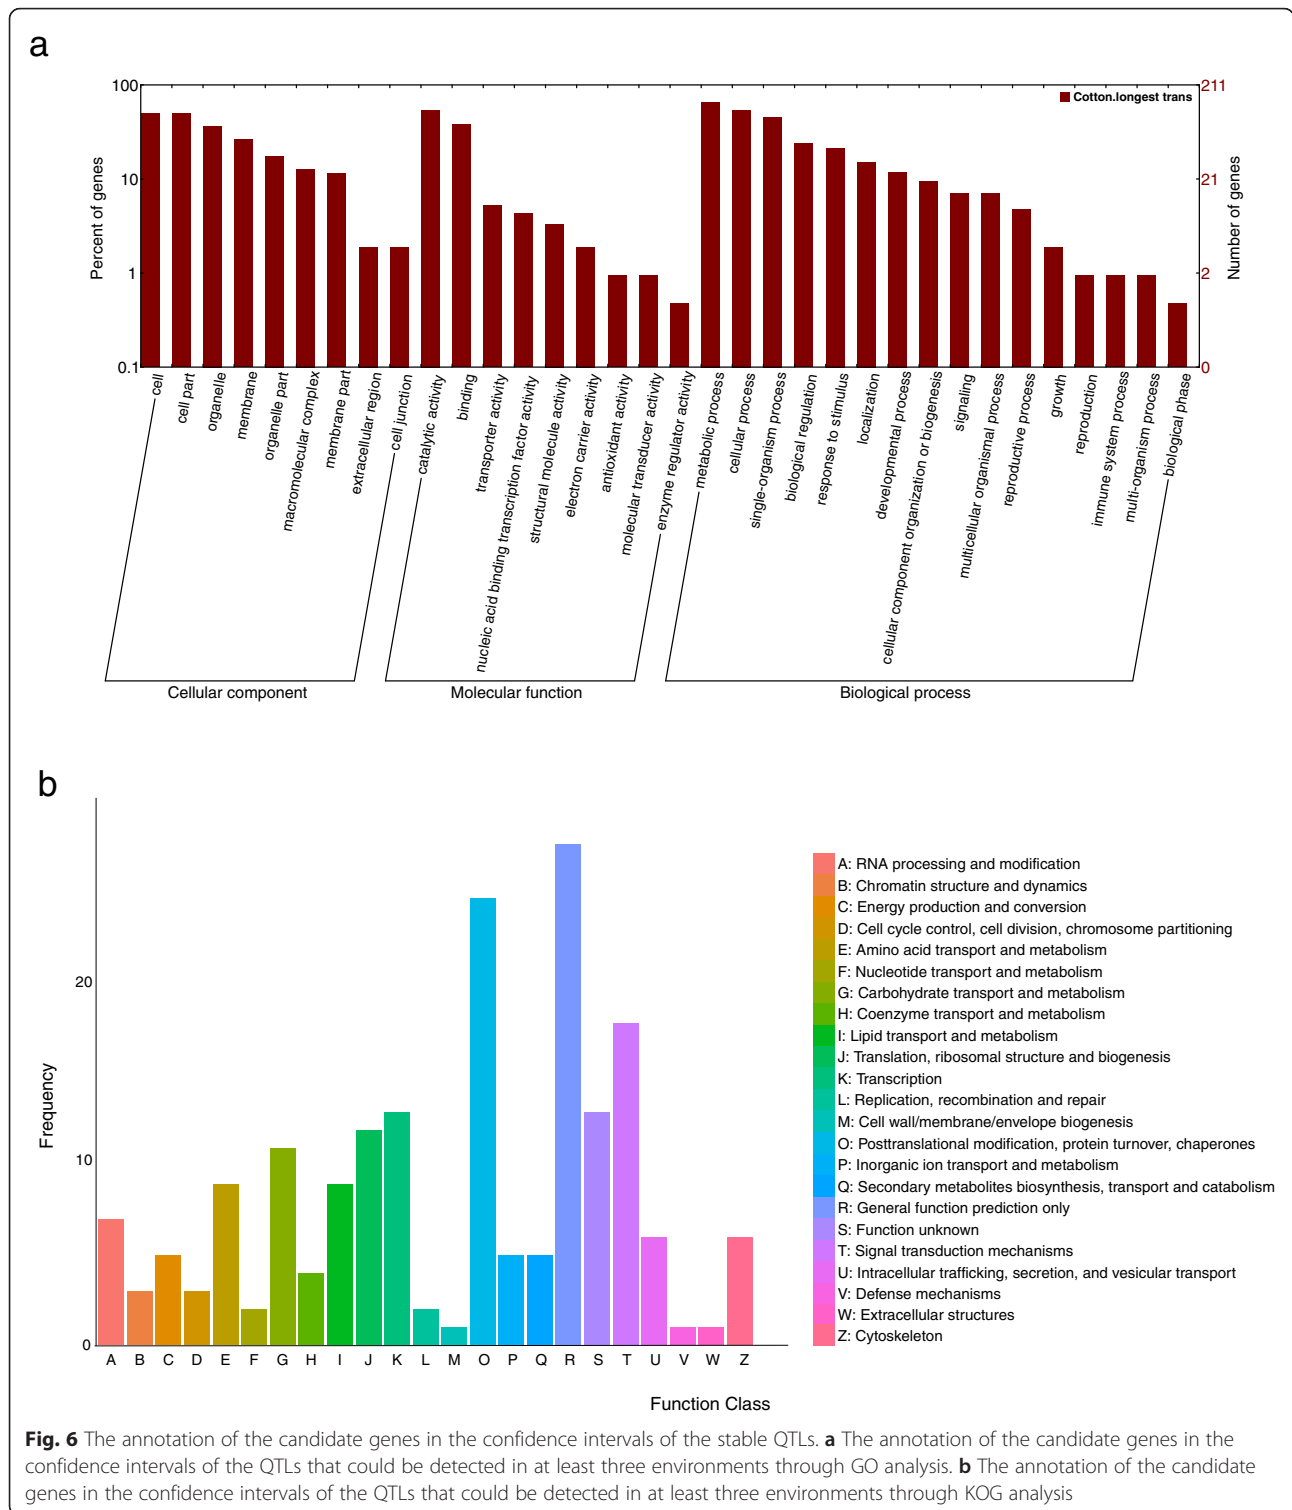 a
100
10
1
0.1
Percent of genes
Cotton.longest trans
211
21
2
0
Number of genes
cell
cell part
organelle
membrane
organelle part
macromolecular complex
membrane part
extracellular region
cell junction
catalytic activity
binding
transporter activity
nucleic acid binding transcription factor activity
structural molecule activity
electron carrier activity
antioxidant activity
molecular transducer activity
enzyme regulator activity
metabolic process
cellular process
single-organism process
biological regulation
response to stimulus
localization
developmental process
cellular component organization or biogenesis
signaling
multicellular organismal process
reproductive process
growth
reproduction
immune system process
multi-organism process
biological phase
Cellular component
Molecular function
Biological process
b
20
10
0
Frequency
A B C D E F G H I J K L M O P Q R S T U V W Z
Function Class
A: RNA processing and modification
B: Chromatin structure and dynamics
C: Energy production and conversion
D: Cell cycle control, cell division, chromosome partitioning
E: Amino acid transport and metabolism
F: Nucleotide transport and metabolism
G: Carbohydrate transport and metabolism
H: Coenzyme transport and metabolism
I: Lipid transport and metabolism
J: Translation, ribosomal structure and biogenesis
K: Transcription
L: Replication, recombination and repair
M: Cell wall/membrane/envelope biogenesis
O: Posttranslational modification, protein turnover, chaperones
P: Inorganic ion transport and metabolism
Q: Secondary metabolites biosynthesis, transport and catabolism
R: General function prediction only
S: Function unknown
T: Signal transduction mechanisms
U: Intracellular trafficking, secretion, and vesicular transport
V: Defense mechanisms
W: Extracellular structures
Z: Cytoskeleton
Fig. 6 The annotation of the candidate genes in the confidence intervals of the stable QTLs. a The annotation of the candidate genes in the
confidence intervals of the QTLs that could be detected in at least three environments through GO analysis. b The annotation of the candidate
genes in the confidence intervals of the QTLs that could be detected in at least three environments through KOG analysis